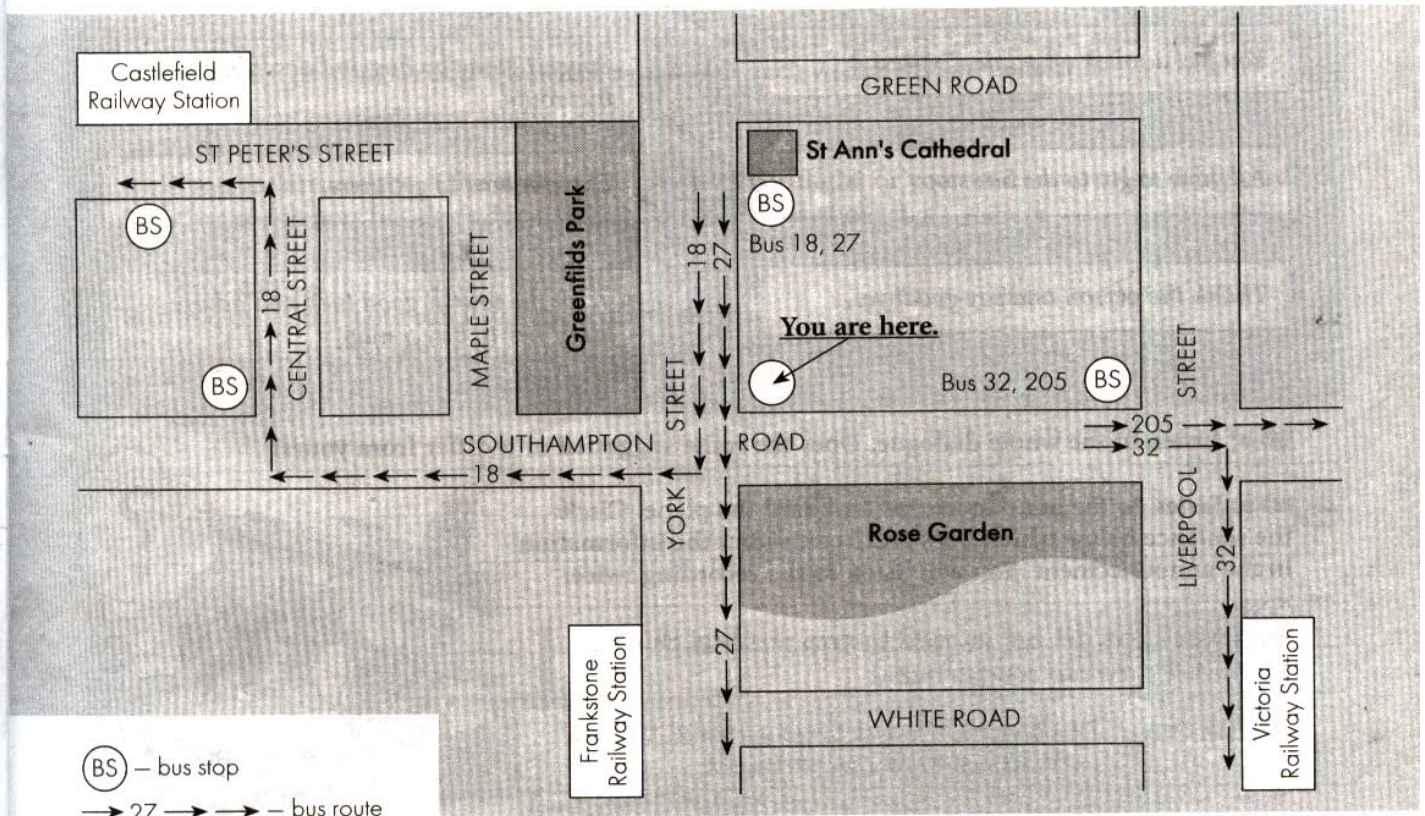 Castlefield
Railway Station
GREEN ROAD
ST PETER'S STREET
St Ann's Cathedral
BS
BS
Bus 18, 27
18
27
18
CENTRAL STREET
MAPLE STREET
Greenfilds Park
You are here.
BS
Bus 32, 205
BS
YORK STREET
LIVERPOOL STREET
205
32
SOUTHAMPTON ROAD
18
Rose Garden
32
27
Frankstone
Railway Station
WHITE ROAD
Victoria
Railway Station
BS – bus stop
27 – bus route